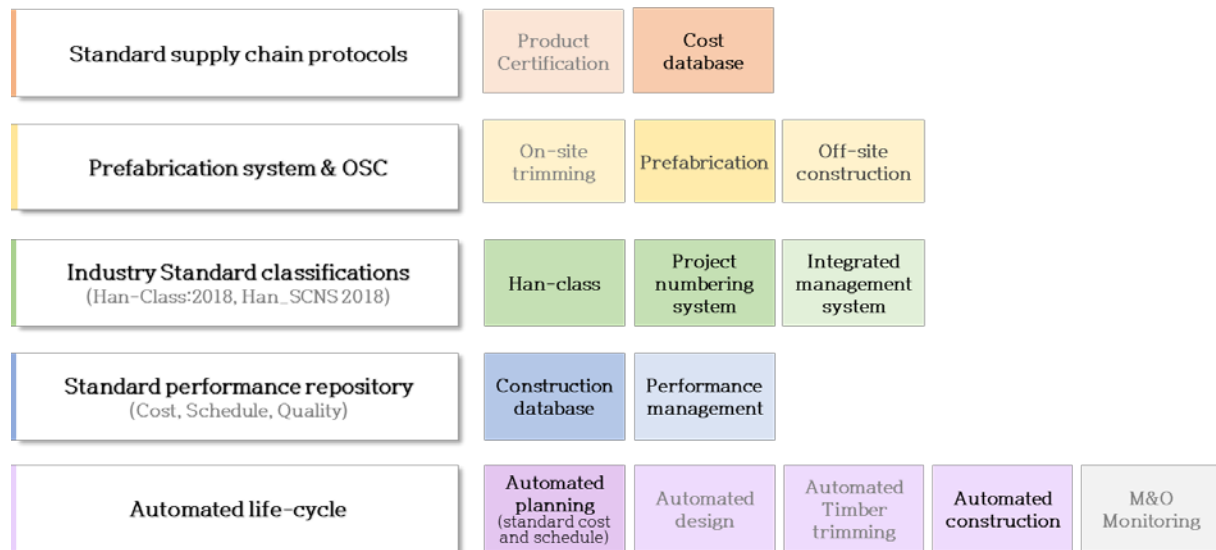 Standard supply chain protocols
Product
Certification
Cost
database
Prefabrication system & OSC
On-site
trimming
Prefabrication
Off-site
construction
Industry Standard classifications
(Han-Class:2018, Han_SCNS 2018)
Han-class
Project
numbering
system
Integrated
management
system
Standard performance repository
(Cost, Schedule, Quality)
Construction
database
Performance
management
Automated life-cycle
Automated
planning
(standard cost
and schedule)
Automated
design
Automated
Timber
trimming
Automated
construction
M&O
Monitoring